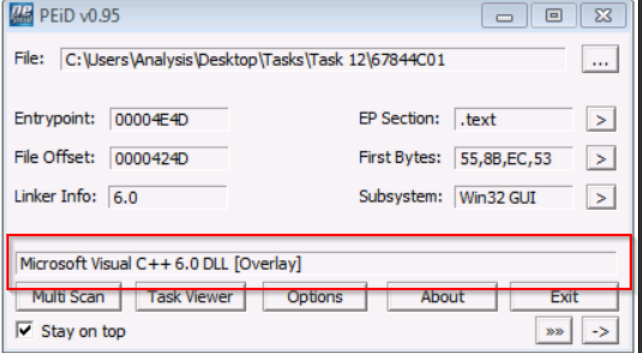 PEiD v0.95
File: C:\Users\Analysis\Desktop\Tasks\Task 12\67844C01 ...
Entrypoint: 00004E4D EP Section: .text >
File Offset: 0000424D First Bytes: 55,8B,EC,53 >
Linker Info: 6.0 Subsystem: Win32 GUI >
Microsoft Visual C++ 6.0 DLL [Overlay]
Multi Scan Task Viewer Options About Exit
Stay on top »» ->